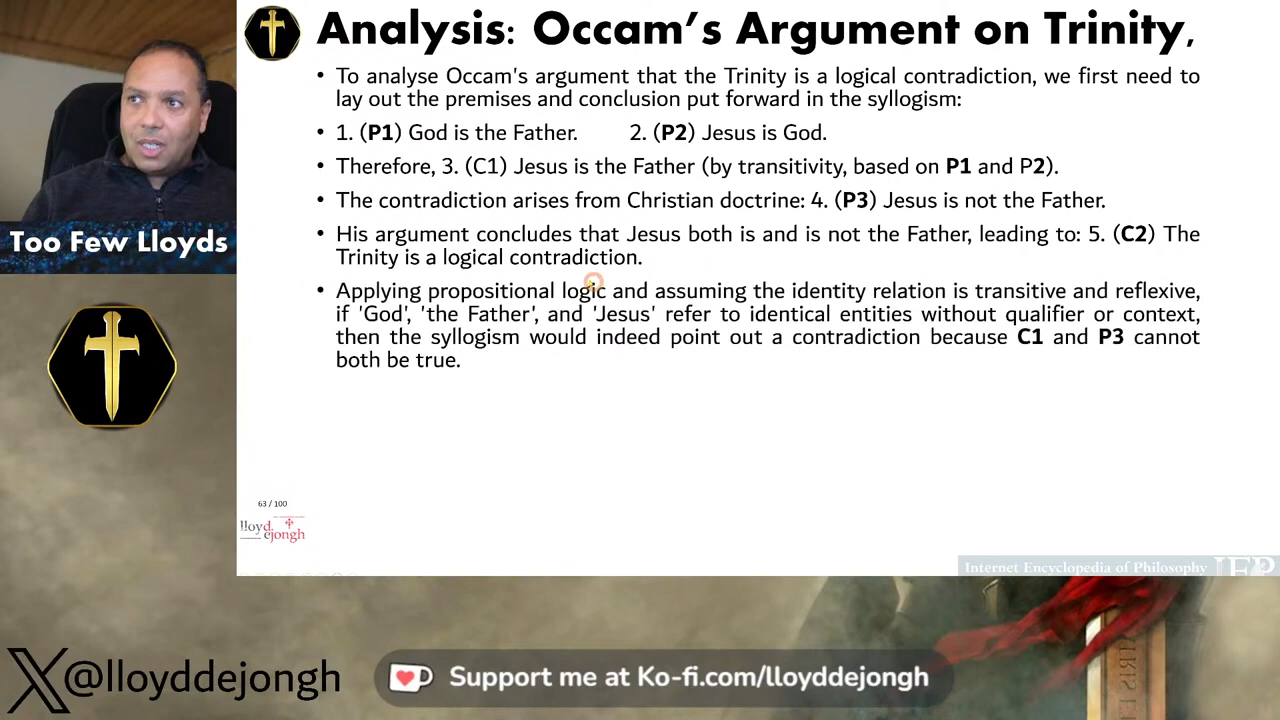 Analysis: Occam's Argument on Trinity,
• To analyse Occam's argument that the Trinity is a logical contradiction, we first need to
lay out the premises and conclusion put forward in the syllogism:
• 1. (P1) God is the Father. 2. (P2) Jesus is God.
• Therefore, 3. (C1) Jesus is the Father (by transitivity, based on P1 and P2).
• The contradiction arises from Christian doctrine: 4. (P3) Jesus is not the Father.
• His argument concludes that Jesus both is and is not the Father, leading to: 5. (C2) The
Trinity is a logical contradiction.
• Applying propositional logic and assuming the identity relation is transitive and reflexive,
if 'God', 'the Father', and 'Jesus' refer to identical entities without qualifier or context,
then the syllogism would indeed point out a contradiction because C1 and P3 cannot
both be true.
Too Few Lloyds
63 / 100
lloyd
ejongh
Internet Encyclopedia of Philosophy
IEP
X@lloyddejongh
Support me at Ko-fi.com/lloyddejongh